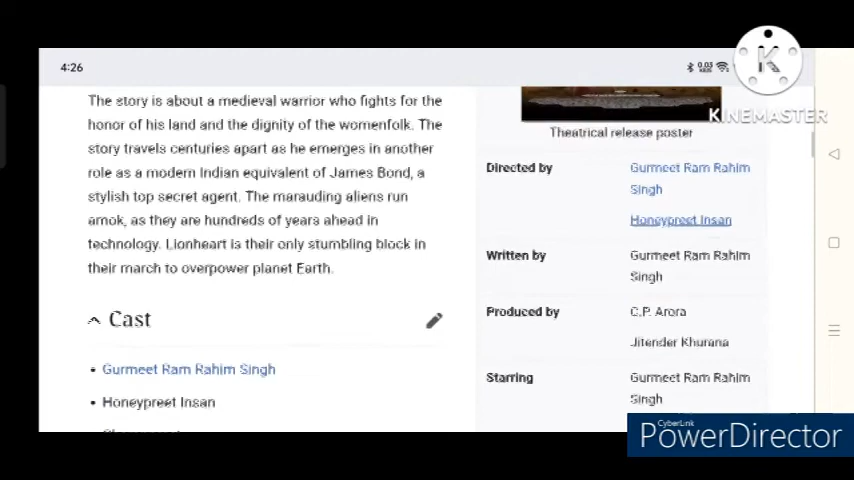 4:26
KINEMASTER
The story is about a medieval warrior who fights for the
honor of his land and the dignity of the womenfolk. The
story travels centuries apart as he emerges in another
role as a modern Indian equivalent of James Bond, a
stylish top secret agent. The marauding aliens run
amok, as they are hundreds of years ahead in
technology. Lionheart is their only stumbling block in
their march to overpower planet Earth.
Cast
• Gurmeet Ram Rahim Singh
• Honeypreet Insan
Theatrical release poster
Directed by
Gurmeet Ram Rahim
Singh
Honeypreet Insan
Written by
Gurmeet Ram Rahim
Singh
Produced by
C.P. Arora
Jitender Khurana
Starring
Gurmeet Ram Rahim
Singh
CyberLink
PowerDirector